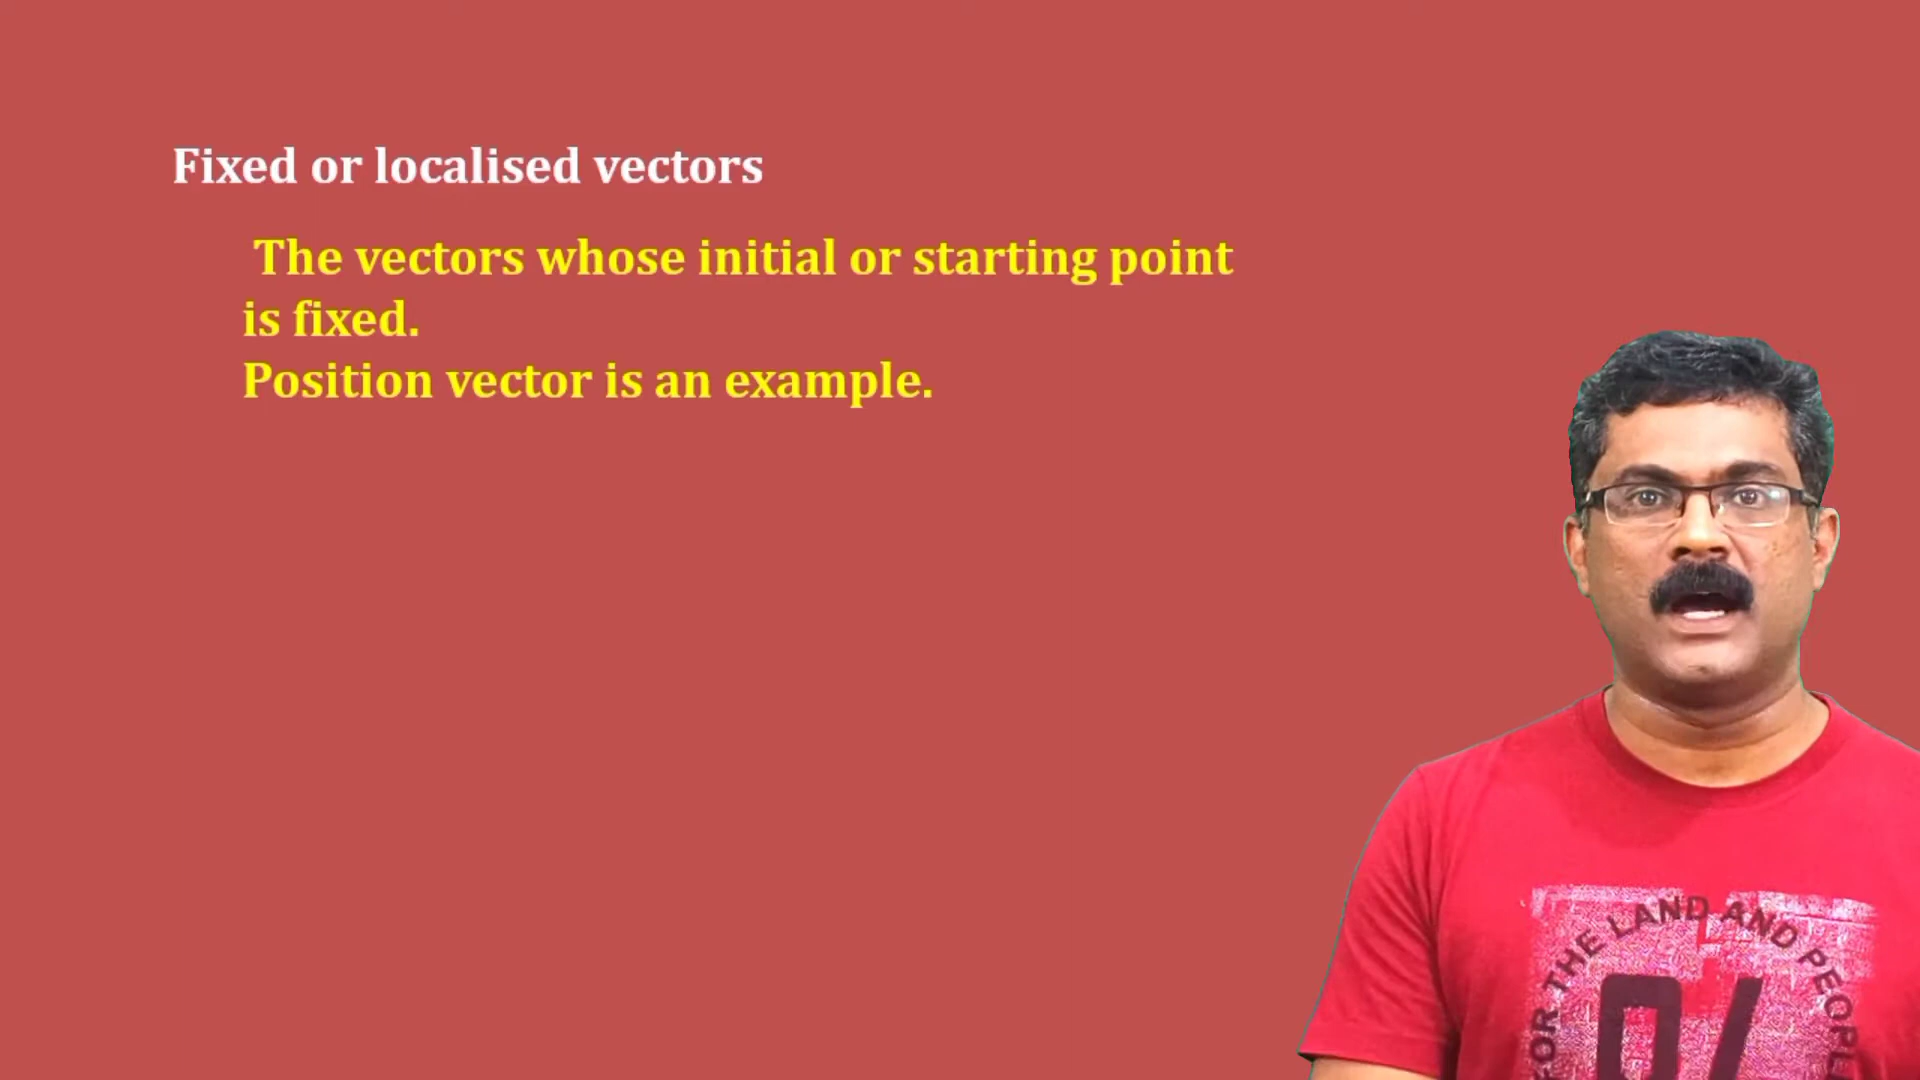 Fixed or localised vectors
The vectors whose initial or starting point
is fixed.
Position vector is an example.
FOR THE LAND AND PEOPLE